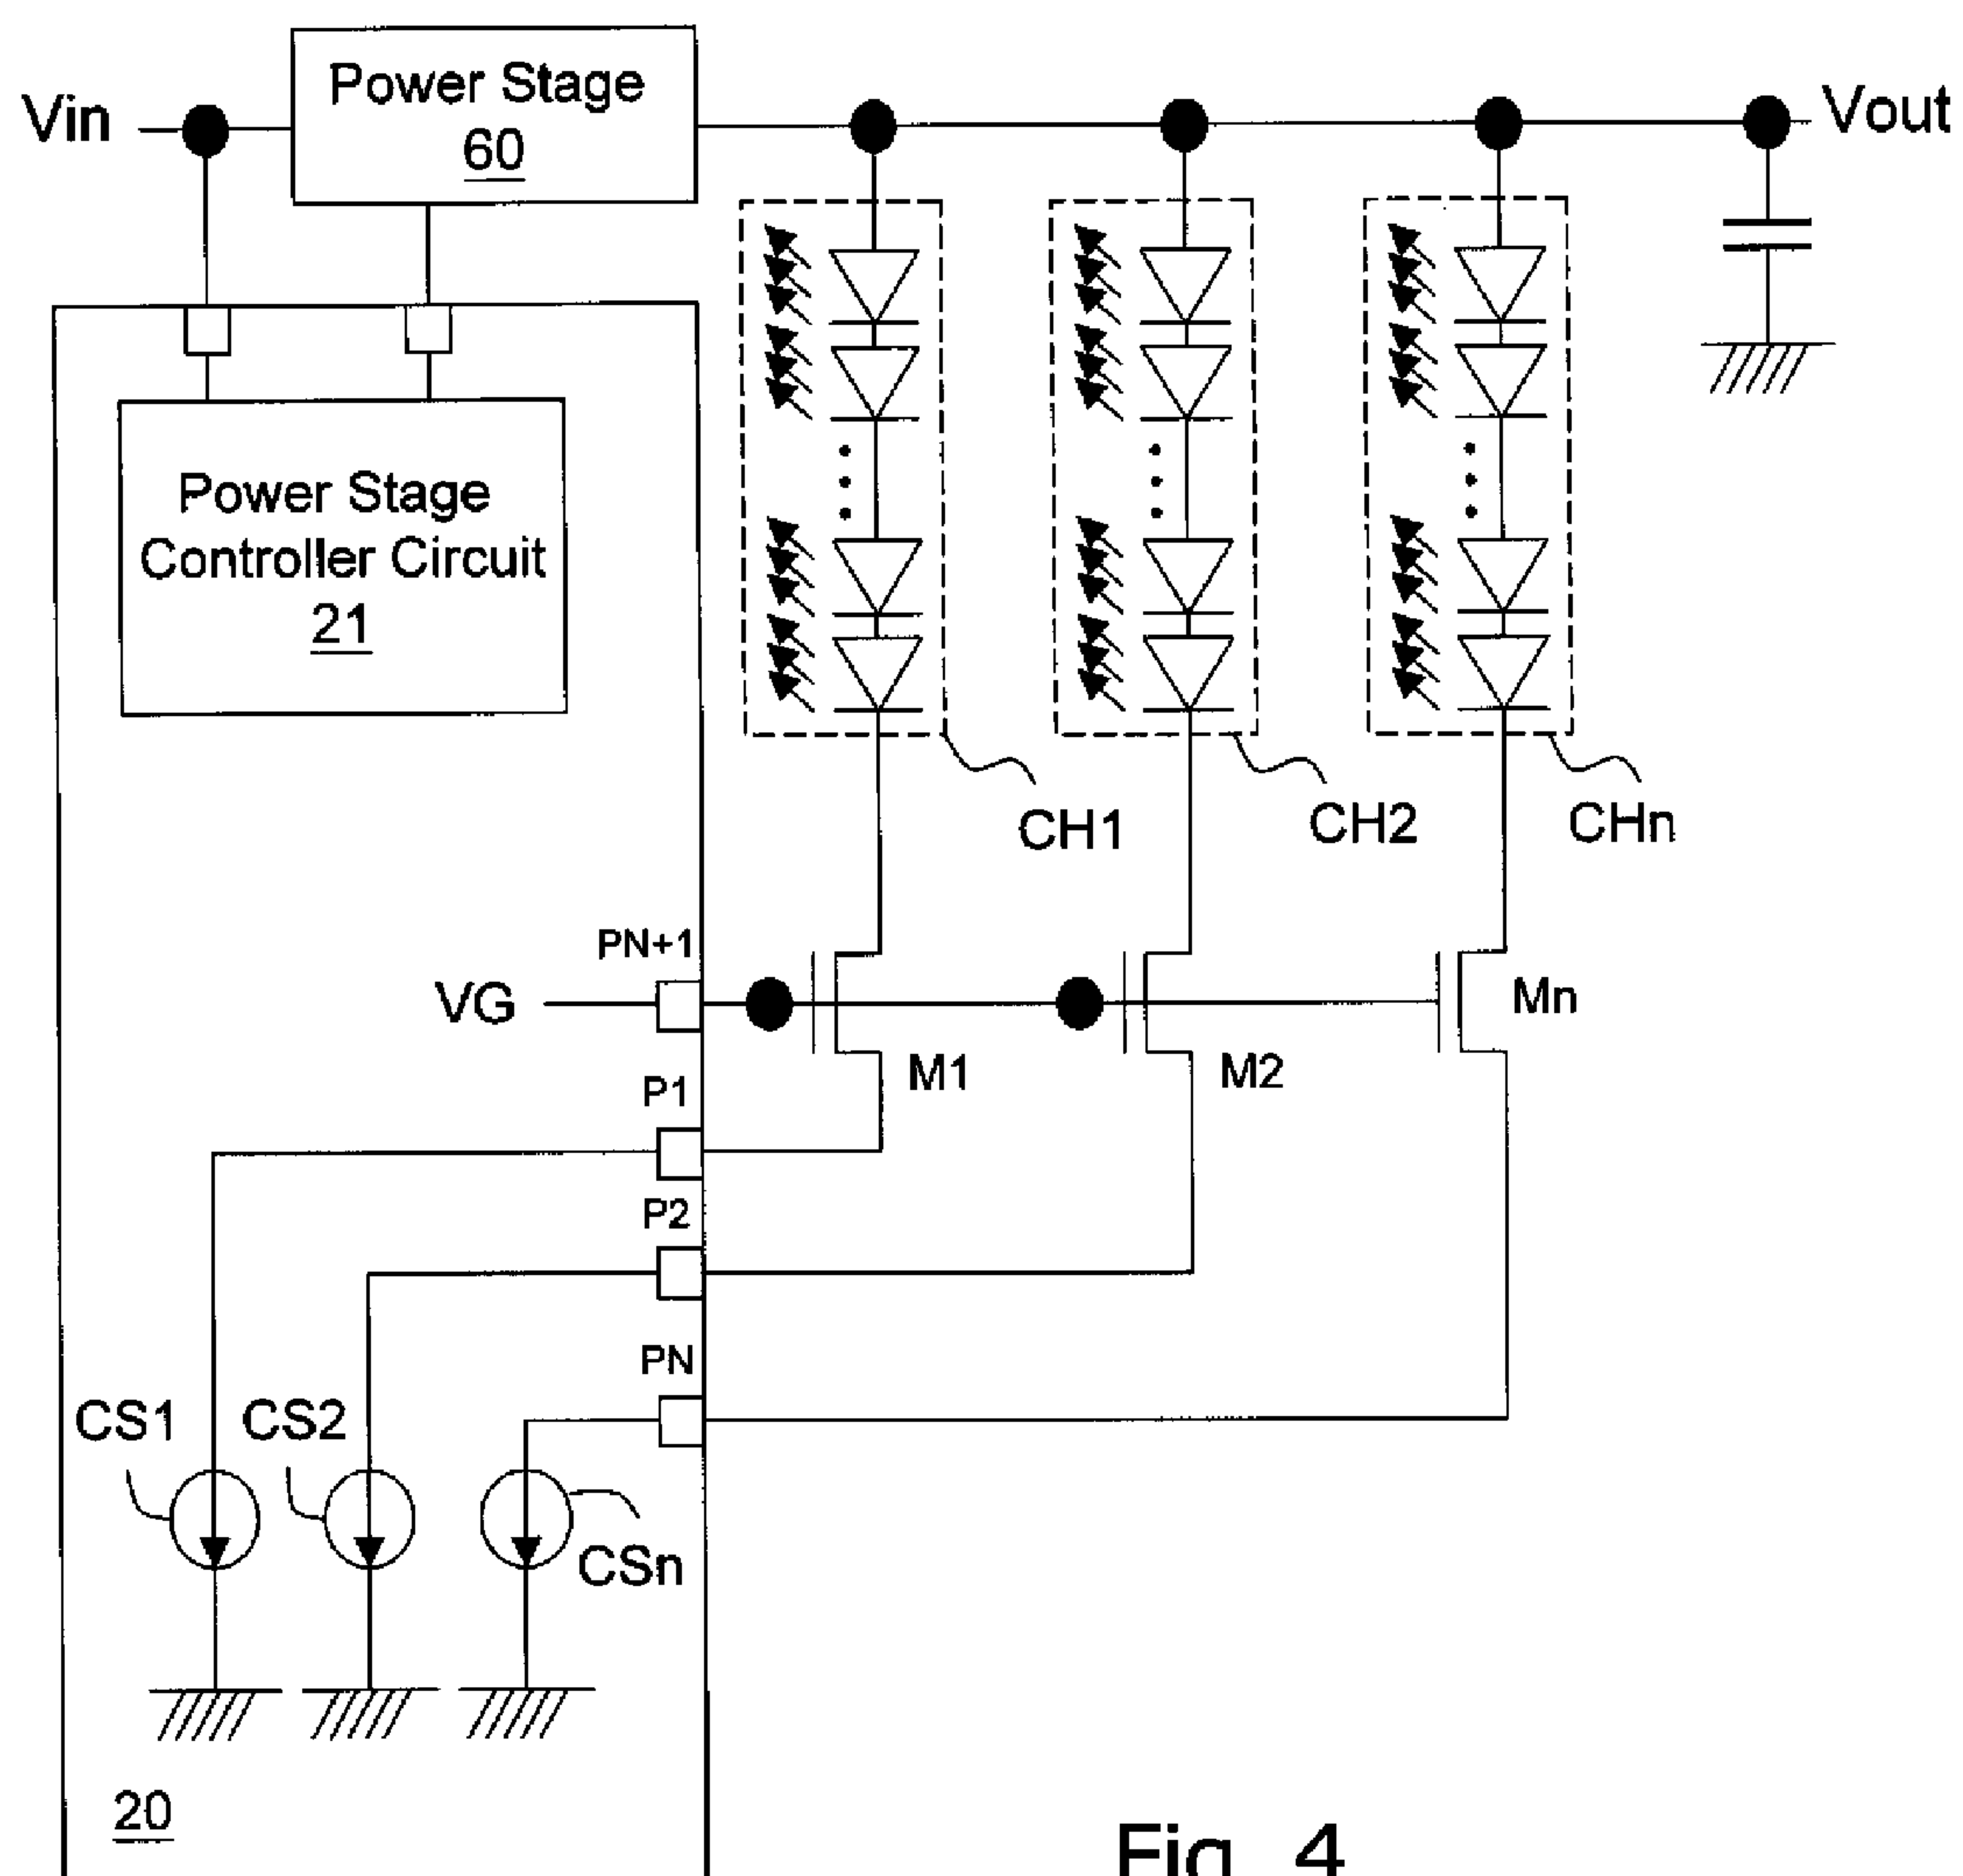 Vin
Power Stage
60
Vout
Power Stage
Controller Circuit
21
CH1
CH2
CHn
PN+1
VG
Mn
M1
M2
P1
P2
PN
CS1
CS2
CSn
20
Fig. 4